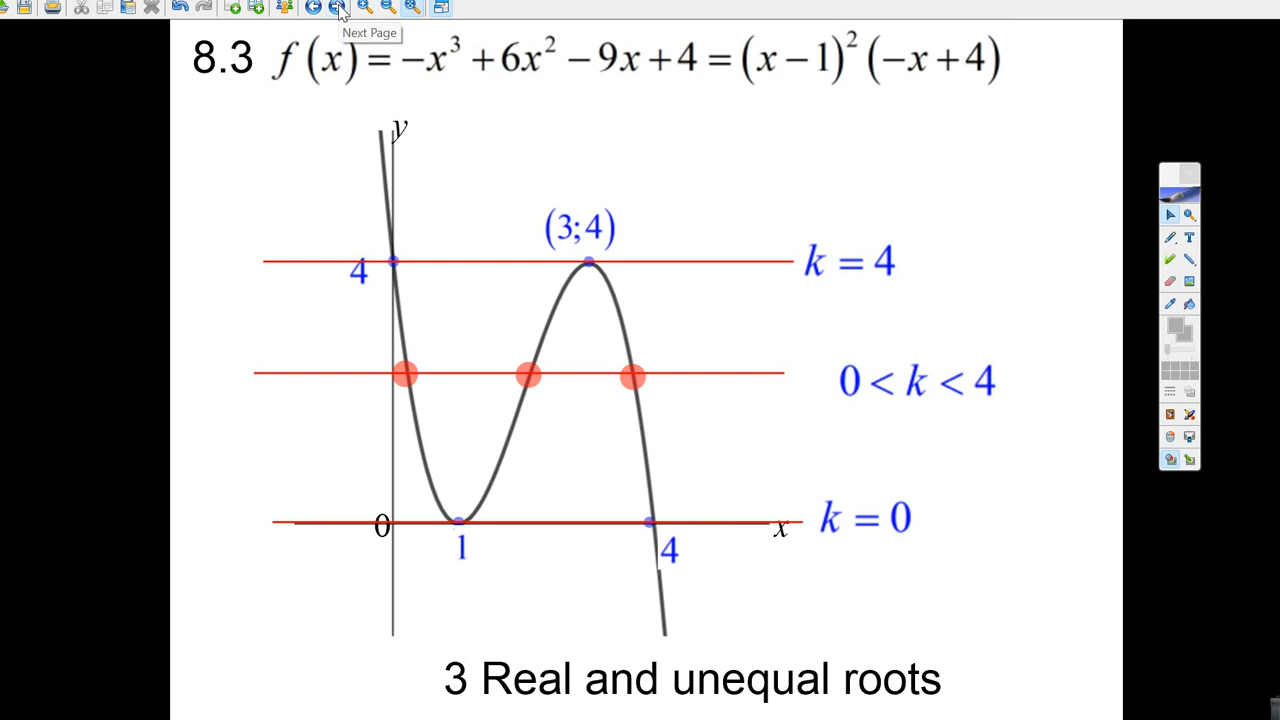 Next Page
8.3 f(x) = −x³ + 6x² − 9x + 4 = (x − 1)² (−x + 4)
y
(3;4)
4
k = 4
0 < k < 4
0
x
k = 0
1
4
3 Real and unequal roots